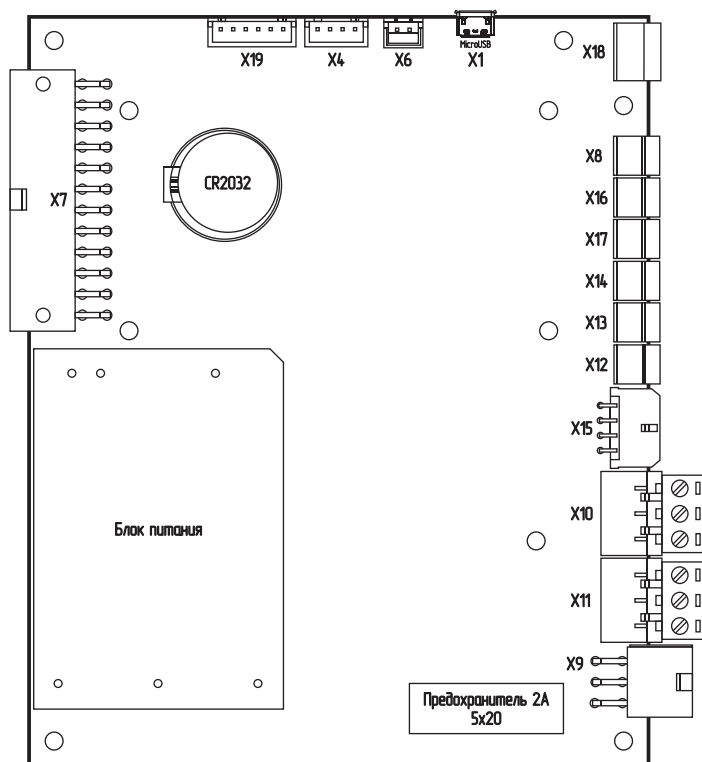 MicroUSB
X19
X4
X6
X1
X18
X8
CR2032
X7
X16
X17
X14
X13
X12
X15
X10
Блок питания
X11
X9
Предохранитель 2А
5x20